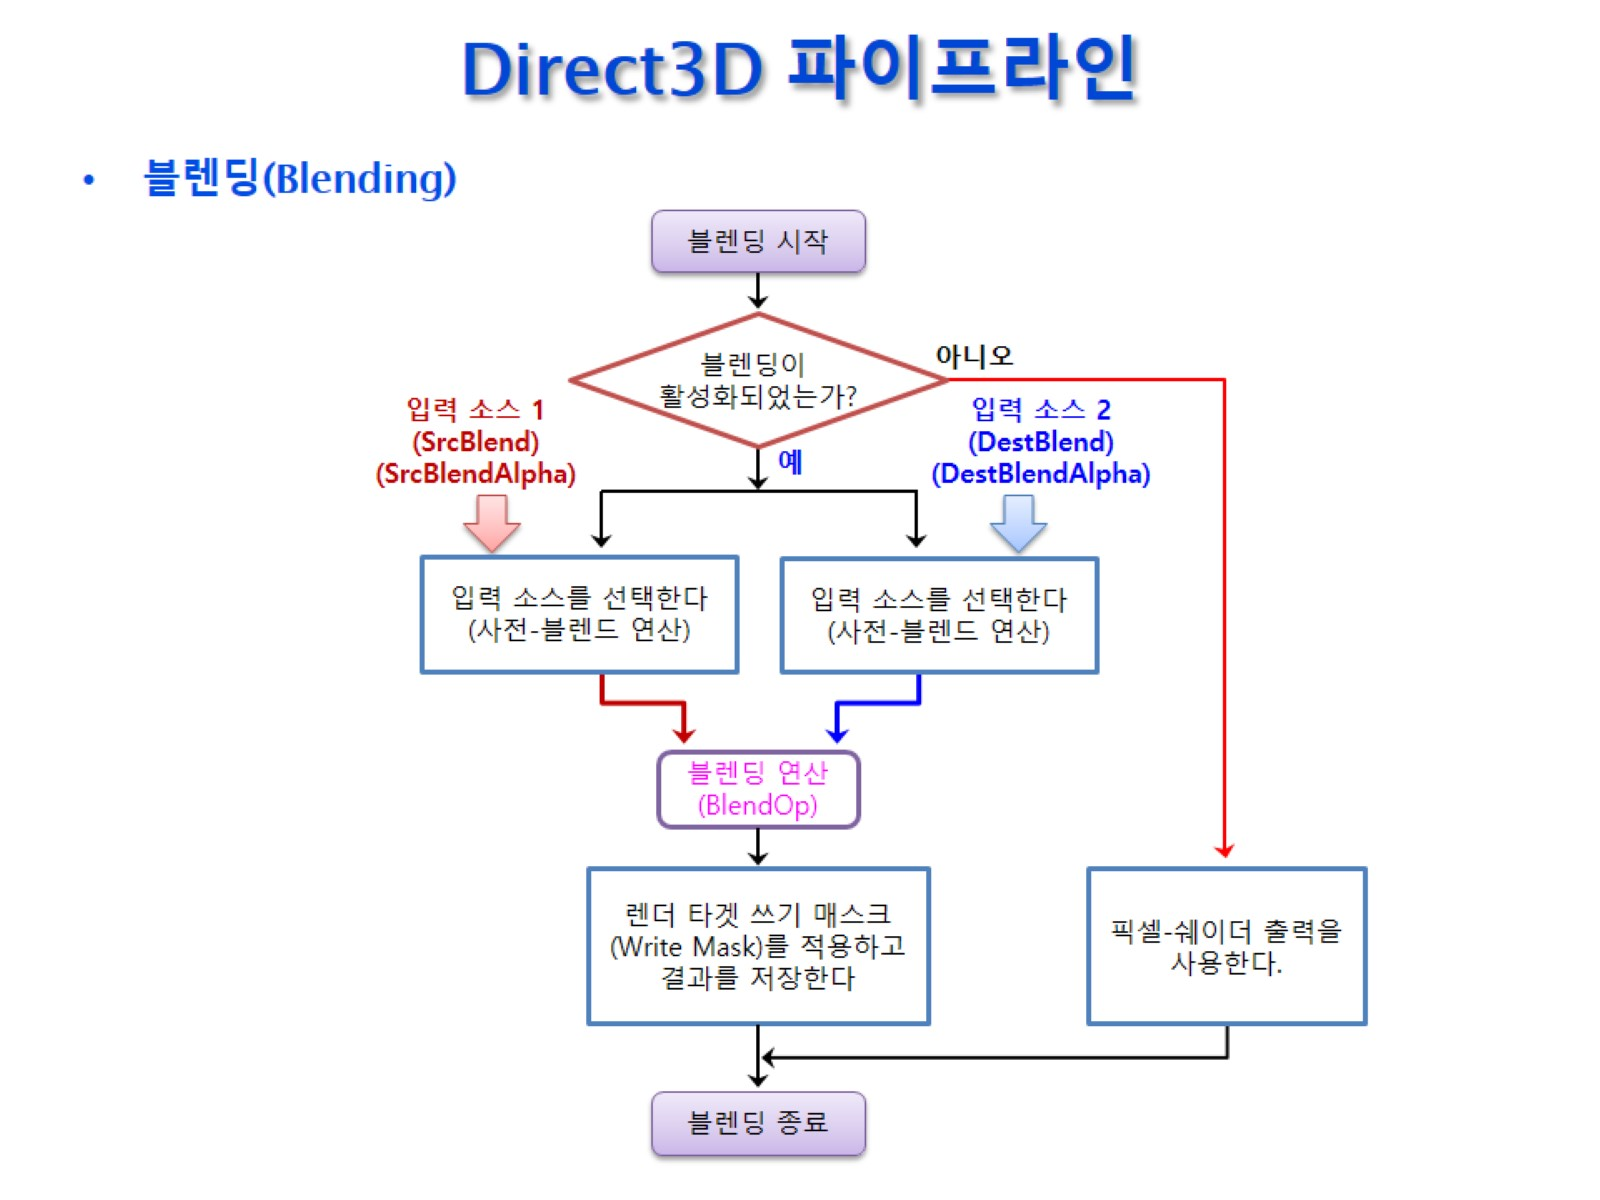 Direct3D 파이프라인
• 블렌딩(Blending)
블렌딩 시작
블렌딩이
활성화되었는가?
아니오
예
입력 소스 1
(SrcBlend)
(SrcBlendAlpha)
입력 소스 2
(DestBlend)
(DestBlendAlpha)
입력 소스를 선택한다
(사전-블렌드 연산)
입력 소스를 선택한다
(사전-블렌드 연산)
블렌딩 연산
(BlendOp)
렌더 타겟 쓰기 매스크
(Write Mask)를 적용하고
결과를 저장한다
픽셀-쉐이더 출력을
사용한다.
블렌딩 종료